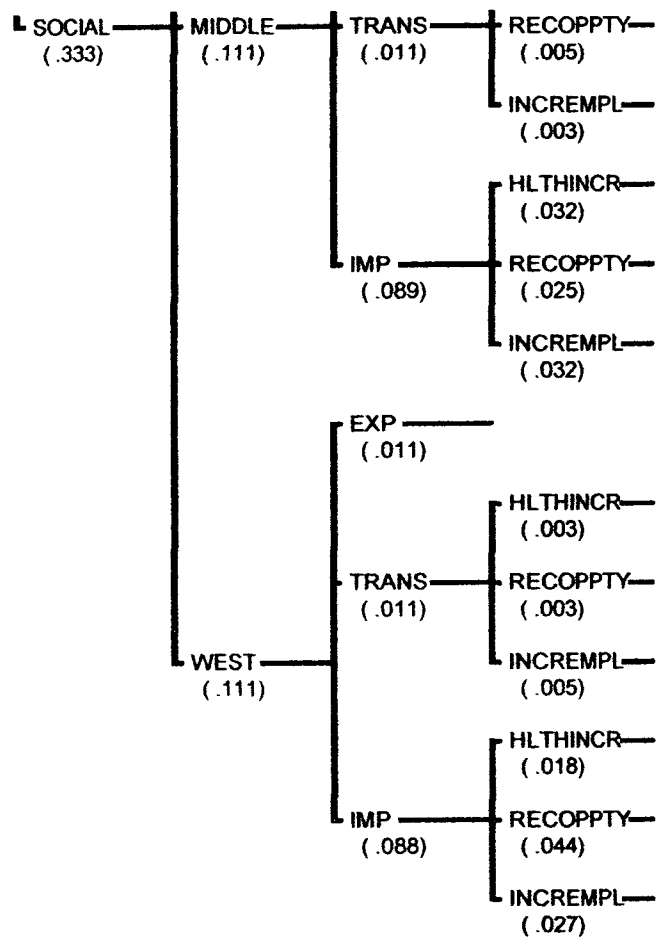 SOCIAL MIDDLE TRANS RECOPPTY
( .333) ( .111) ( .011) ( .005)
INCREMPL
( .003)
HLTHINCR
( .032)
IMP RECOPPTY
( .089) ( .025)
INCREMPL
( .032)
EXP
( .011)
HLTHINCR
( .003)
TRANS RECOPPTY
( .011) ( .003)
WEST INCREMPL
( .111) ( .005)
HLTHINCR
( .018)
IMP RECOPPTY
( .088) ( .044)
INCREMPL
( .027)